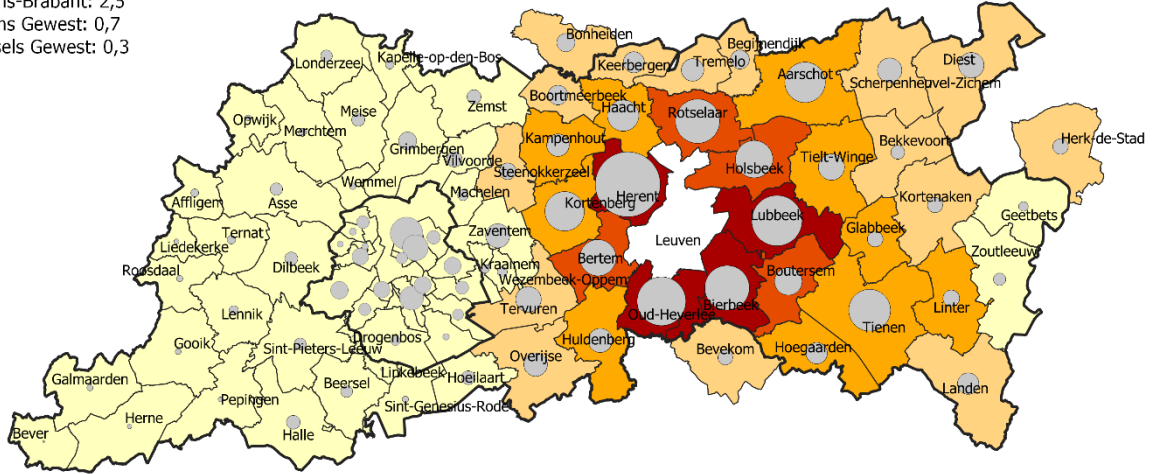 ns-Brabant: 2,5
ns Gewest: 0,7
sels Gewest: 0,3
Bonheiden
Begijnendijk
Kapelle-op-den-Bos
Londerzeel
Keerbergen
Tremelo
Diest
Aarschot
Scherpenheuvel-Zichem
Boortmeerbeek
Zemst
Haacht
Meise
Rotselaar
Opwijk
Merchtem
Kampenhout
Herk-de-Stad
Grimbergen
Bekkevoort
Vilvoorde
Tielt-Winge
Holsbeek
Steenokkerzeel
Wemmel
Machelen
Affligem
Asse
Herent
Kortenberg
Kortenaken
Lubbeek
Geetbets
Ternat
Zaventem
Glabbeek
Liedekerke
Leuven
Zoutleeuw
Kraainem
Bertem
Dilbeek
Roosdaal
Boutersem
Wezembeek-Oppem
Bierbeek
Tervuren
Linter
Lennik
Oud-Heverlee
Tienen
Drogenbos
Huldenberg
Gooik
Sint-Pieters-Leeuw
Hoegaarden
Bevekom
Overijse
Linkebeek
Hoeilaart
Galmaarden
Beersel
Landen
Pepingen
Sint-Genesius-Rode
Herne
Bever
Halle